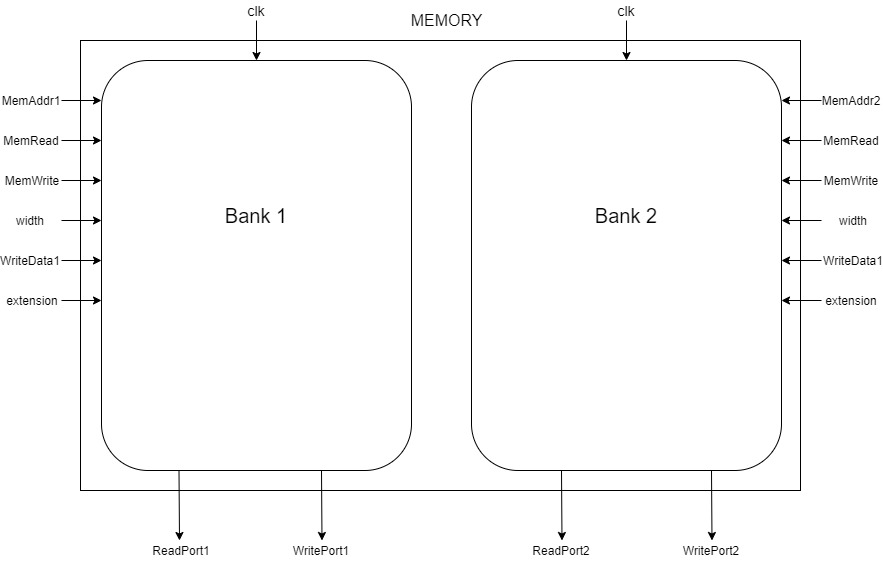 clk
MEMORY
clk
MemAddr1
MemRead
MemWrite
width
WriteData1
extension
Bank 1
Bank 2
MemAddr2
MemRead
MemWrite
width
WriteData1
extension
ReadPort1
WritePort1
ReadPort2
WritePort2